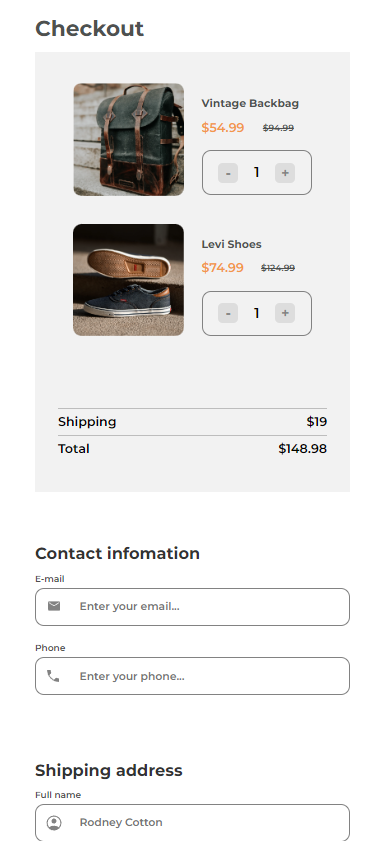 Checkout
Vintage Backbag
$54.99 $94.99
- 1 +
Levi Shoes
$74.99 $124.99
- 1 +
Shipping $19
Total $148.98
Contact infomation
E-mail
Enter your email...
Phone
Enter your phone...
Shipping address
Full name
Rodney Cotton